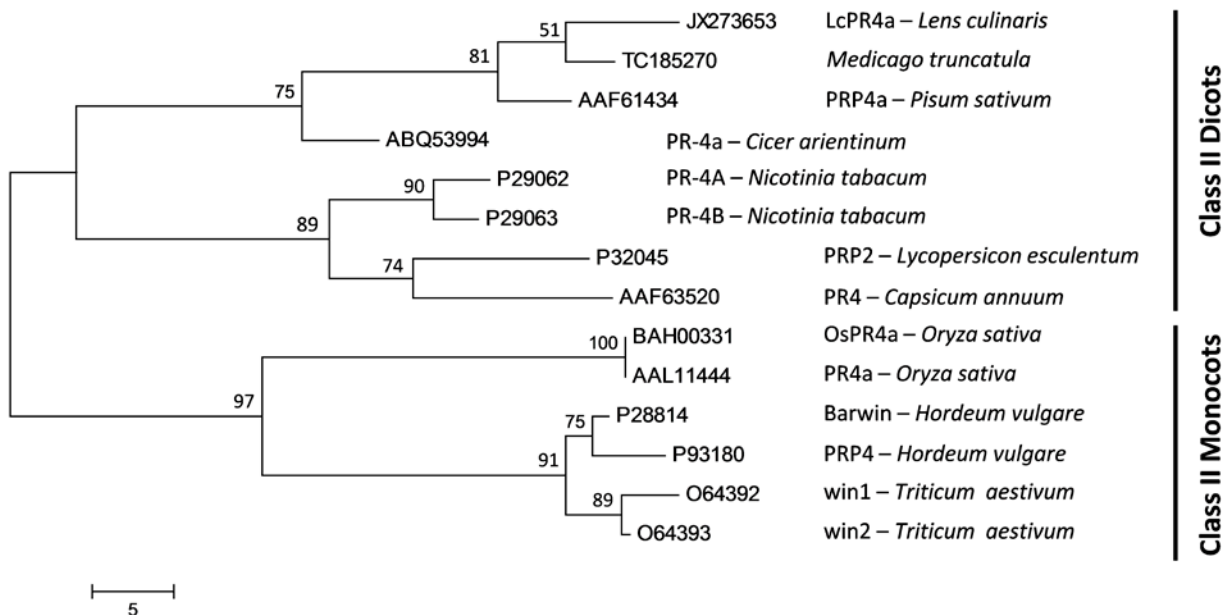 JX273653 LcPR4a – Lens culinaris
51
TC185270 Medicago truncatula
81
AAF61434 PRP4a – Pisum sativum
75
ABQ53994 PR-4a – Cicer arientinum
P29062 PR-4A – Nicotinia tabacum
90
P29063 PR-4B – Nicotinia tabacum
89
P32045 PRP2 – Lycopersicon esculentum
74
AAF63520 PR4 – Capsicum annuum
Class II Dicots
BAH00331 OsPR4a – Oryza sativa
100
AAL11444 PR4a – Oryza sativa
97
P28814 Barwin – Hordeum vulgare
75
P93180 PRP4 – Hordeum vulgare
91
O64392 win1 – Triticum aestivum
89
O64393 win2 – Triticum aestivum
Class II Monocots
5